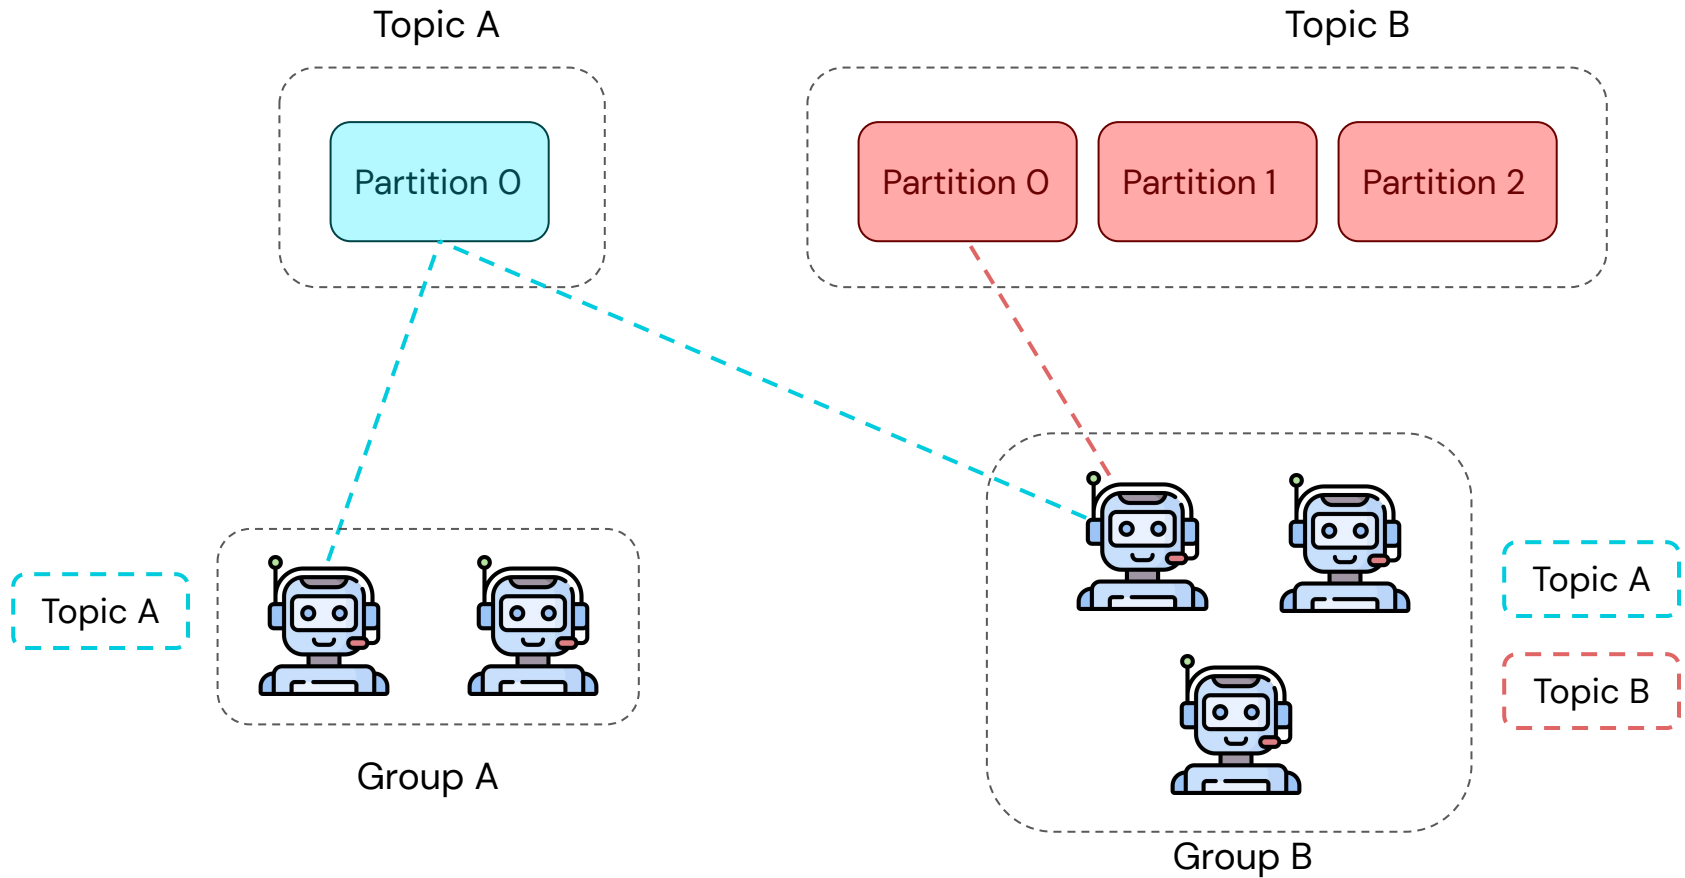 Topic A
Topic B
Partition 0
Partition 0
Partition 1
Partition 2
Topic A
Topic A
Topic B
Group A
Group B